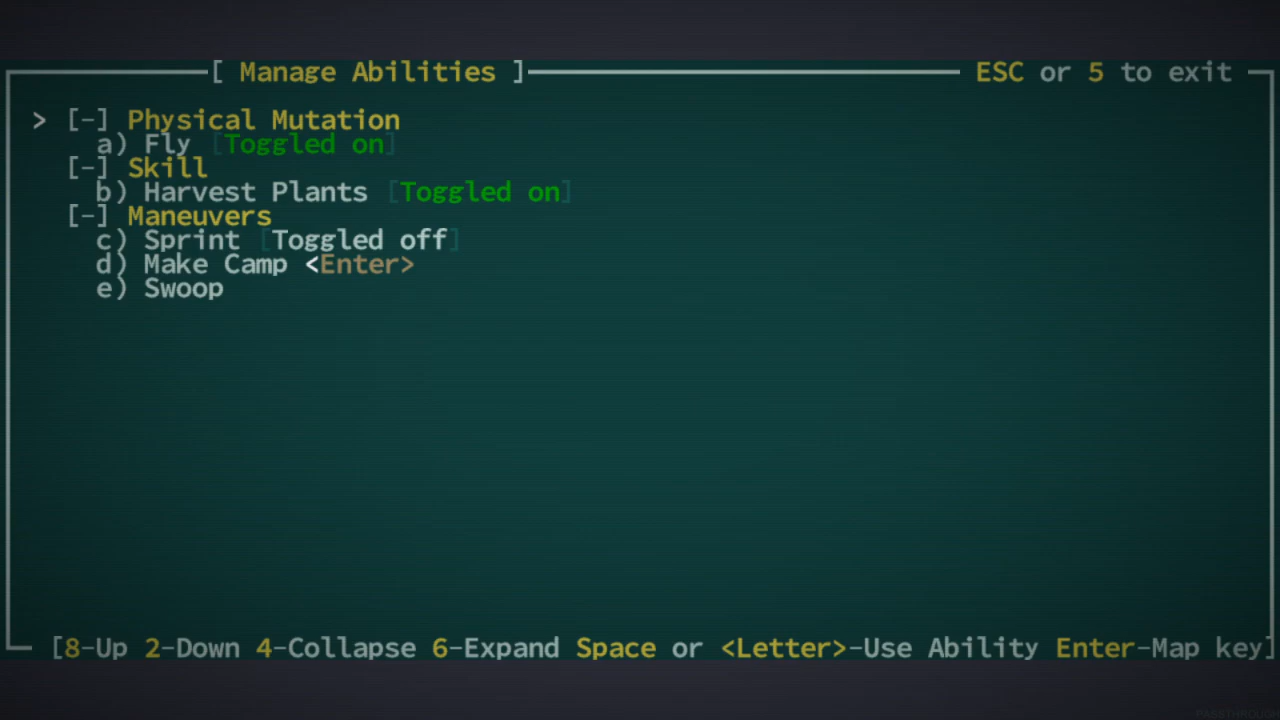 [ Manage Abilities ] ESC or 5 to exit
> [-] Physical Mutation
a) Fly [Toggled on]
[-] Skill
b) Harvest Plants [Toggled on]
[-] Maneuvers
c) Sprint [Toggled off]
d) Make Camp <Enter>
e) Swoop
[8-Up 2-Down 4-Collapse 6-Expand Space or <Letter>-Use Ability Enter-Map key]